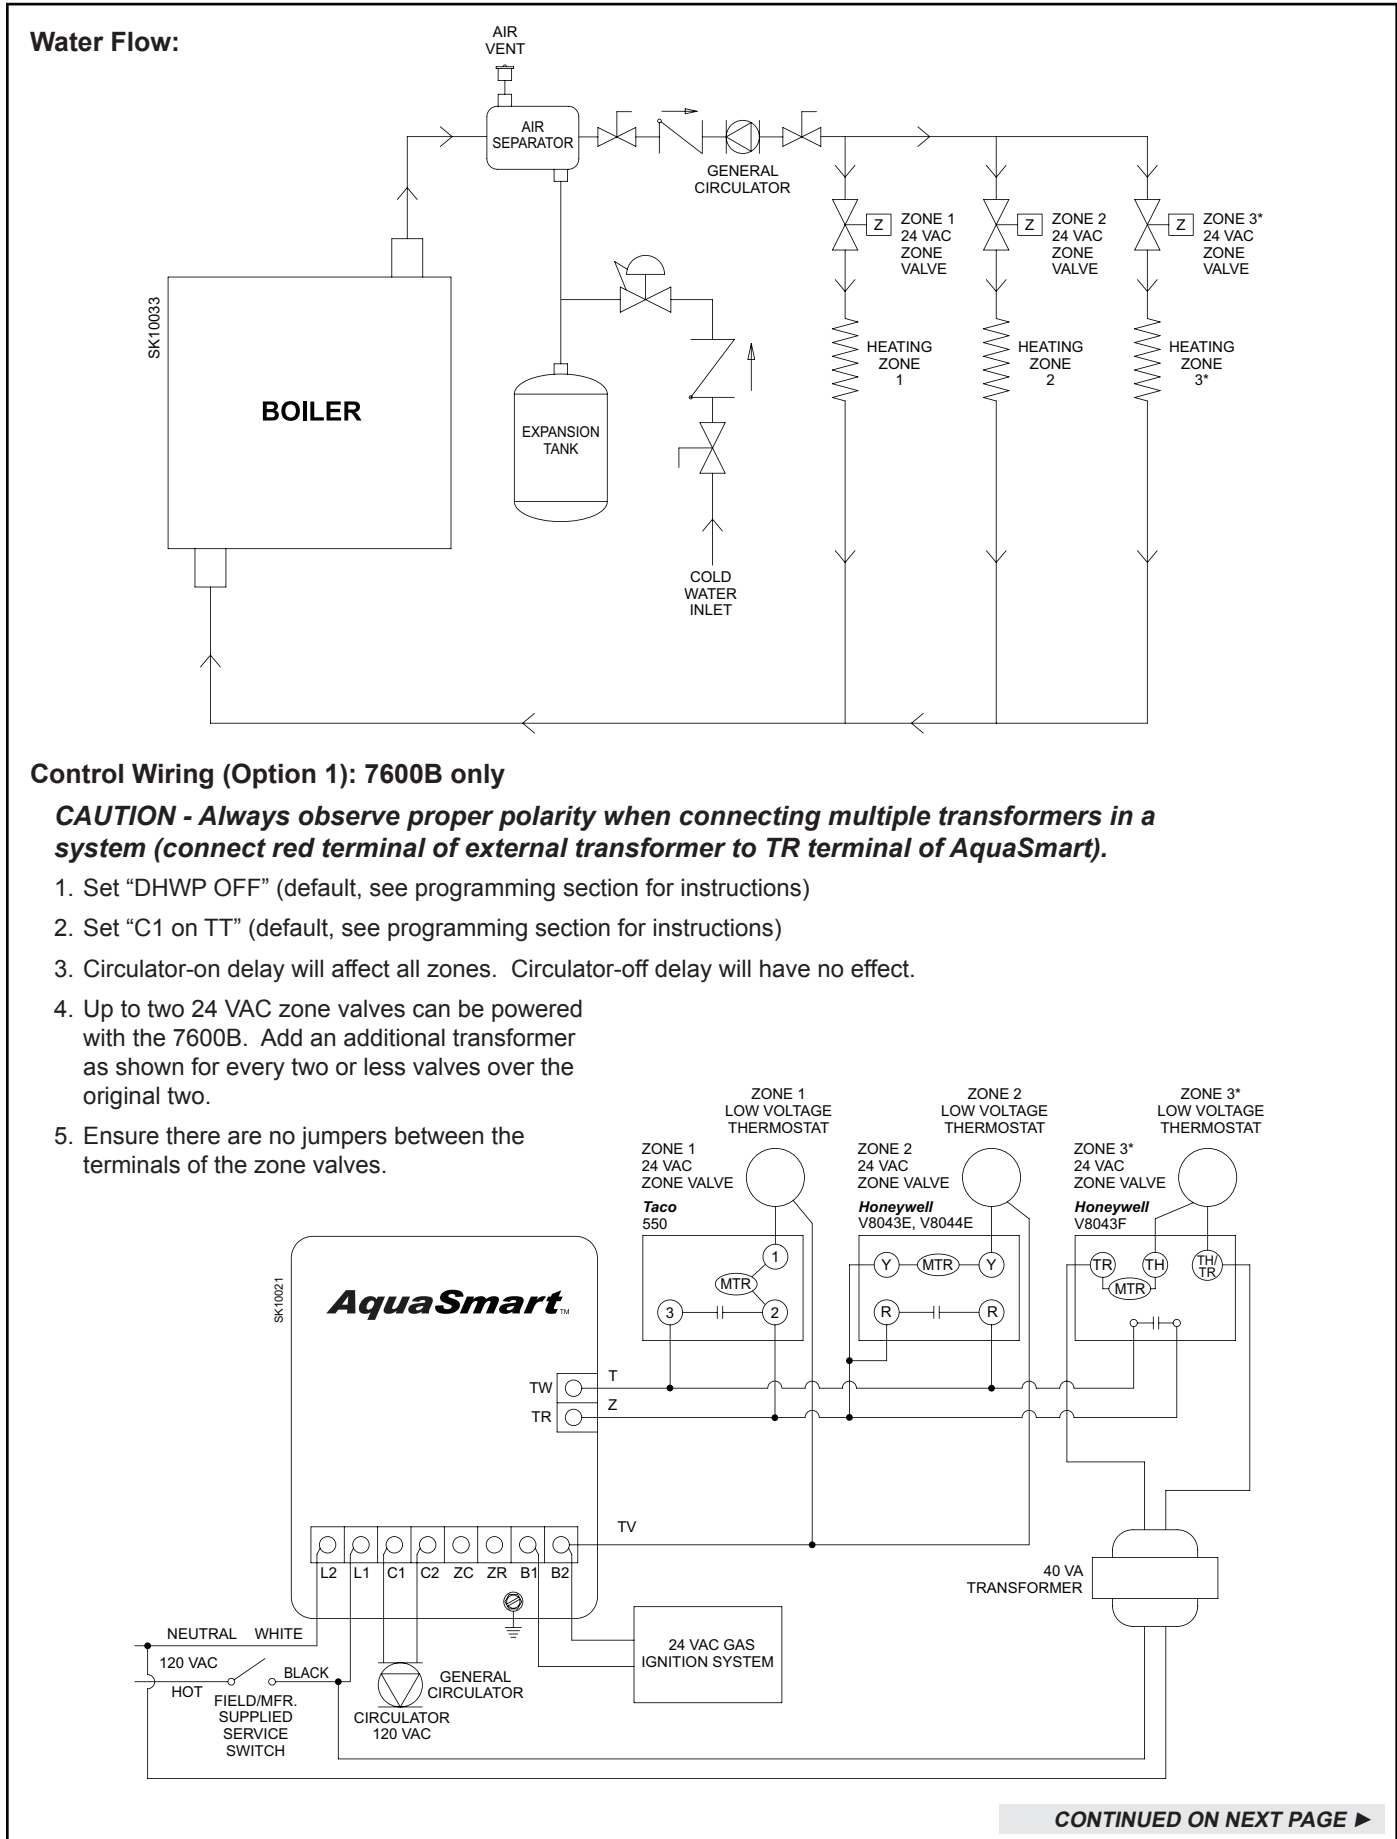 Water Flow:
AIR
VENT
AIR
SEPARATOR
GENERAL
CIRCULATOR
Z
ZONE 1
24 VAC
ZONE
VALVE
Z
ZONE 2
24 VAC
ZONE
VALVE
Z
ZONE 3*
24 VAC
ZONE
VALVE
SK10033
BOILER
EXPANSION
TANK
HEATING
ZONE
1
HEATING
ZONE
2
HEATING
ZONE
3*
COLD
WATER
INLET
Control Wiring (Option 1): 7600B only
CAUTION - Always observe proper polarity when connecting multiple transformers in a
system (connect red terminal of external transformer to TR terminal of AquaSmart).
1. Set “DHWP OFF” (default, see programming section for instructions)
2. Set “C1 on TT” (default, see programming section for instructions)
3. Circulator-on delay will affect all zones. Circulator-off delay will have no effect.
4. Up to two 24 VAC zone valves can be powered
with the 7600B. Add an additional transformer
as shown for every two or less valves over the
original two.
5. Ensure there are no jumpers between the
terminals of the zone valves.
ZONE 1
LOW VOLTAGE
THERMOSTAT
ZONE 2
LOW VOLTAGE
THERMOSTAT
ZONE 3*
LOW VOLTAGE
THERMOSTAT
ZONE 1
24 VAC
ZONE VALVE
Taco
550
ZONE 2
24 VAC
ZONE VALVE
Honeywell
V8043E, V8044E
ZONE 3*
24 VAC
ZONE VALVE
Honeywell
V8043F
1
MTR
3
2
Y
MTR
Y
R
R
TR
TH
TH/
TR
MTR
SK10021
AquaSmart™
TW
T
TR
Z
TV
L2
L1
C1
C2
ZC
ZR
B1
B2
40 VA
TRANSFORMER
NEUTRAL
WHITE
120 VAC
HOT
BLACK
FIELD/MFR.
SUPPLIED
SERVICE
SWITCH
GENERAL
CIRCULATOR
CIRCULATOR
120 VAC
24 VAC GAS
IGNITION SYSTEM
CONTINUED ON NEXT PAGE ►